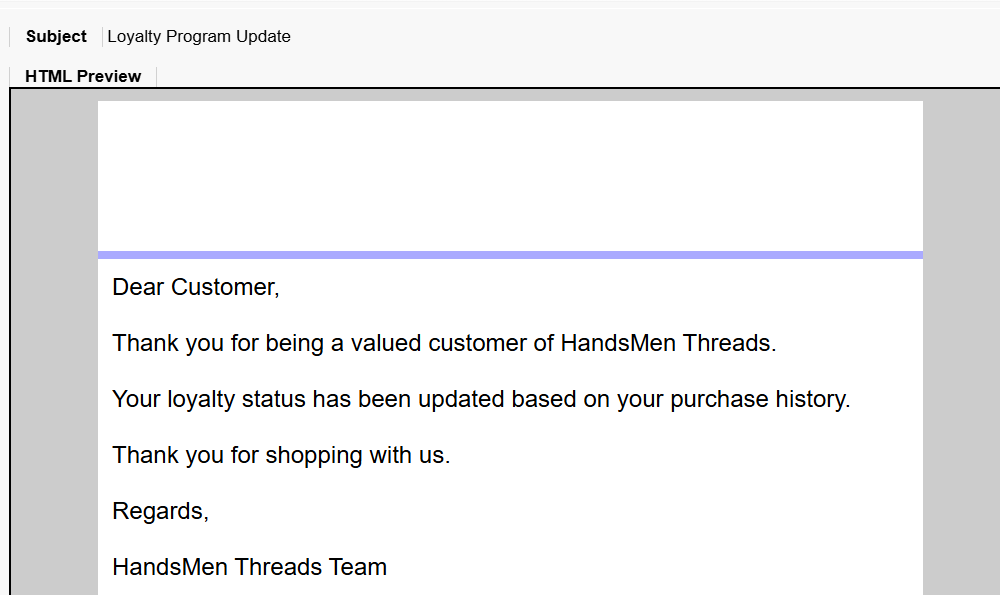 Subject Loyalty Program Update
HTML Preview
Dear Customer,
Thank you for being a valued customer of HandsMen Threads.
Your loyalty status has been updated based on your purchase history.
Thank you for shopping with us.
Regards,
HandsMen Threads Team